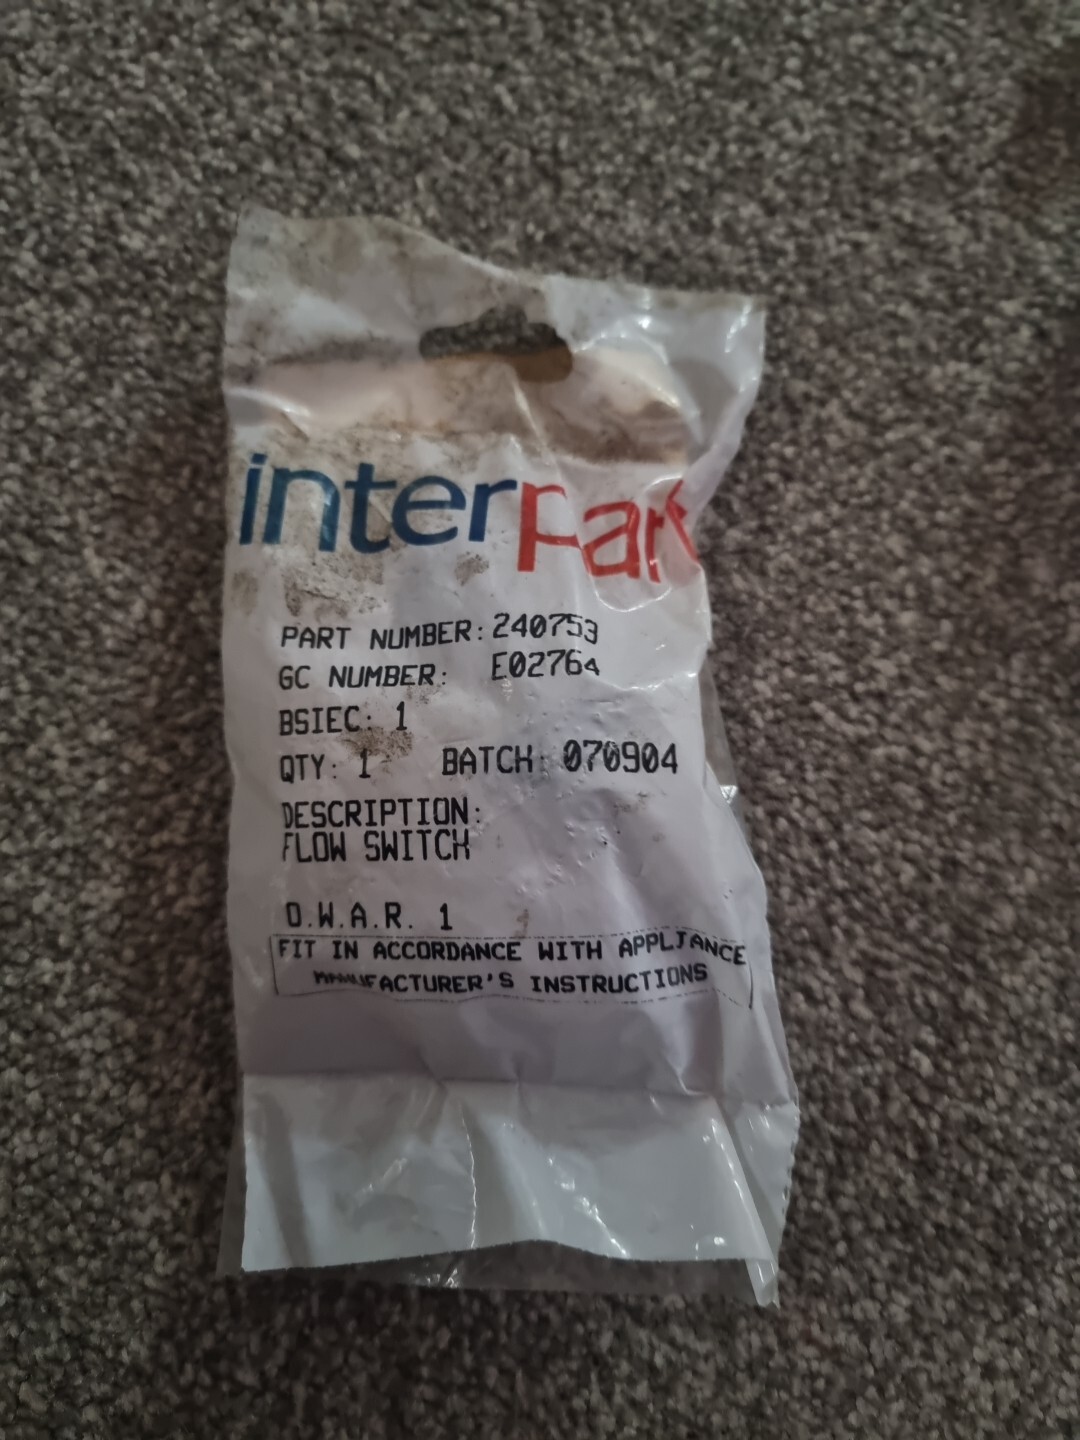 interpart
PART NUMBER: 240753
GC NUMBER: E02764
BSIEC: 1
QTY: 1 BATCH: 070904
DESCRIPTION:
FLOW SWITCH
D.W.A.R. 1
FIT IN ACCORDANCE WITH APPLIANCE
MANUFACTURER'S INSTRUCTIONS